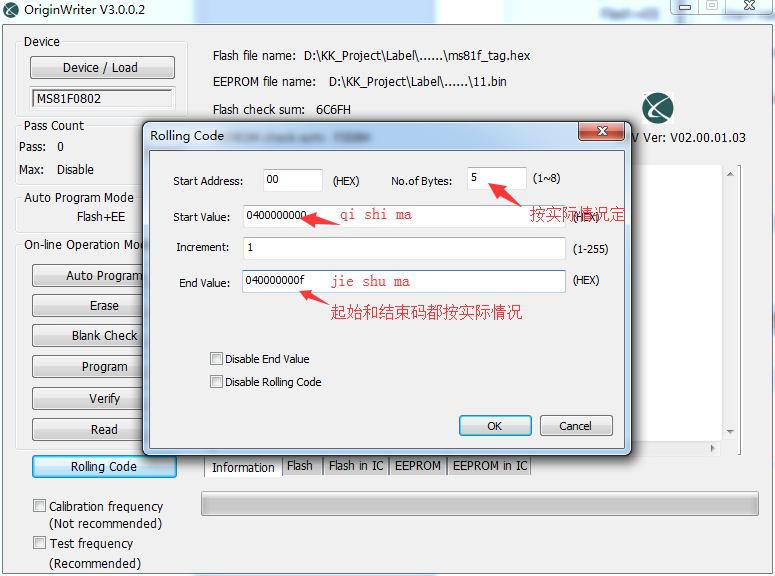 OriginWriter V3.0.0.2
Device
Device / Load
MS81F0802
Pass Count
Pass: 0
Max: Disable
Auto Program Mode
Flash+EE
On-line Operation Mo
Auto Program
Erase
Blank Check
Program
Verify
Read
Rolling Code
Calibration frequency
(Not recommended)
Test frequency
(Recommended)
Flash file name: D:\KK_Project\Label\......\ms81f_tag.hex
EEPROM file name: D:\KK_Project\Label\......\11.bin
Flash check sum: 6C6FH
V Ver: V02.00.01.03
Rolling Code
Start Address: 00 (HEX) No.of Bytes: 5 (1~8)
按实际情况定
Start Value: 0400000000 qi shi ma (HEX)
Increment: 1 (1-255)
End Value: 040000000f jie shu ma (HEX)
起始和结束码都按实际情况
Disable End Value
Disable Rolling Code
OK Cancel
Information Flash Flash in IC EEPROM EEPROM in IC